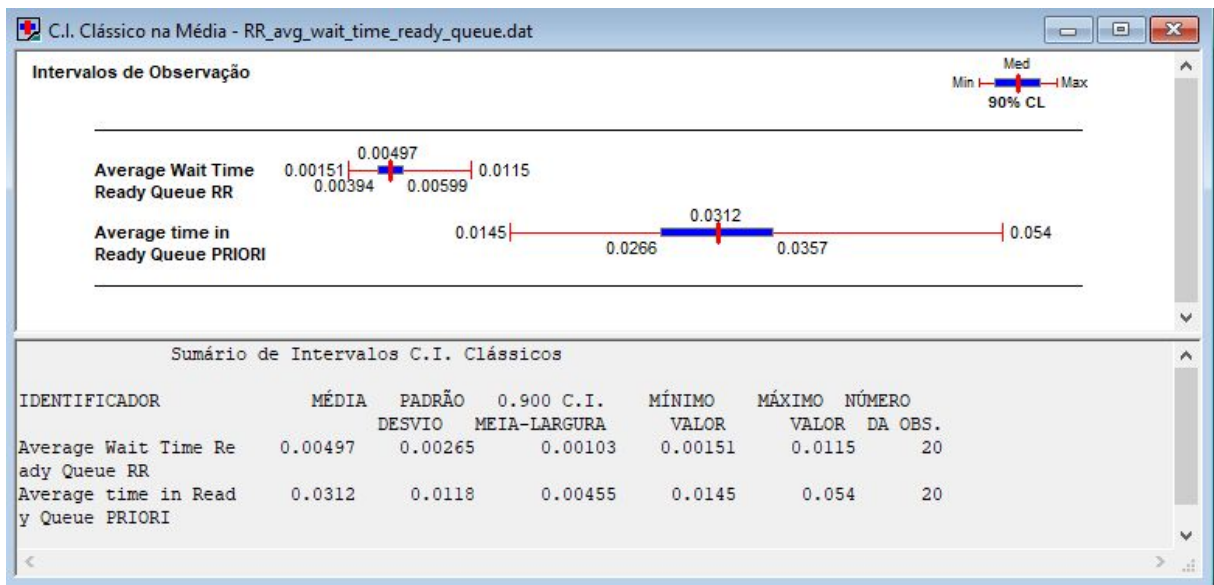 C.I. Clássico na Média - RR_avg_wait_time_ready_queue.dat
Intervalos de Observação
Med
Min Max
90% CL
0.00497
Average Wait Time 0.00151 0.0115
Ready Queue RR 0.00394 0.00599
0.0312
Average time in 0.0145 0.054
Ready Queue PRIORI 0.0266 0.0357
Sumário de Intervalos C.I. Clássicos
IDENTIFICADOR MÉDIA PADRÃO 0.900 C.I. MÍNIMO MÁXIMO NÚMERO
DESVIO MEIA-LARGURA VALOR VALOR DA OBS.
Average Wait Time Re 0.00497 0.00265 0.00103 0.00151 0.0115 20
ady Queue RR
Average time in Read 0.0312 0.0118 0.00455 0.0145 0.054 20
y Queue PRIORI